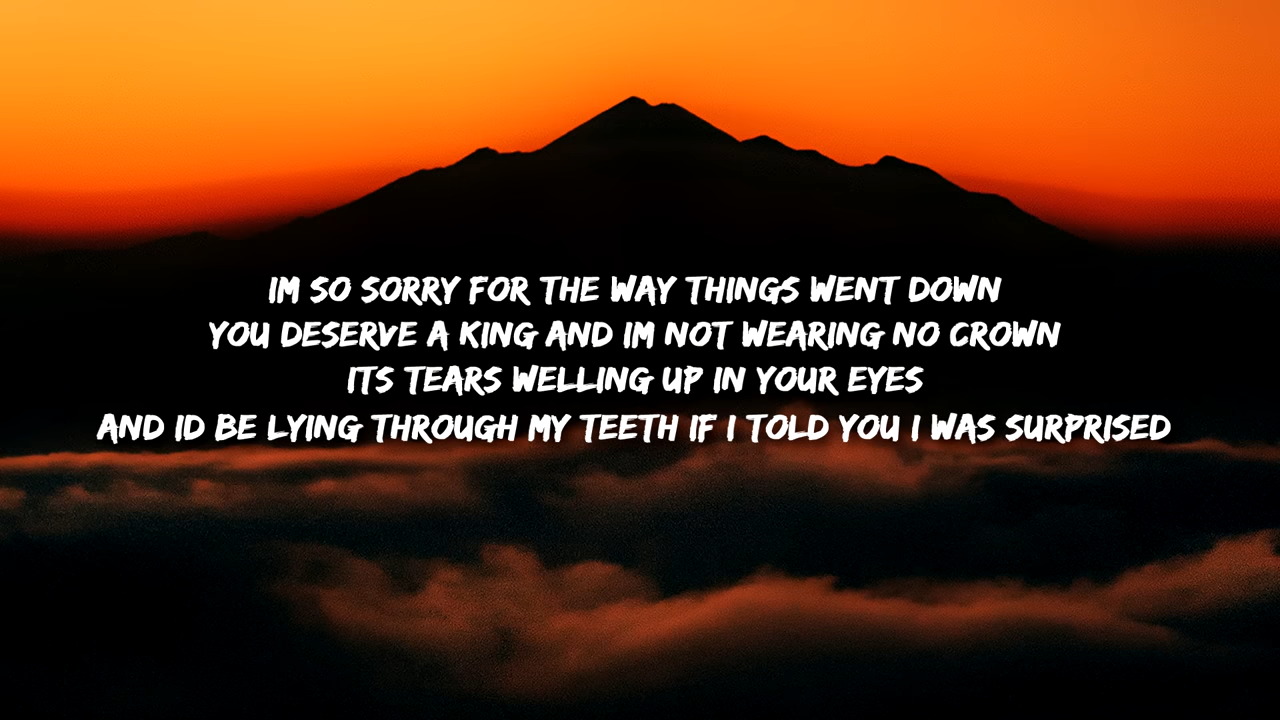 IM SO SORRY FOR THE WAY THINGS WENT DOWN
YOU DESERVE A KING AND IM NOT WEARING NO CROWN
ITS TEARS WELLING UP IN YOUR EYES
AND ID BE LYING THROUGH MY TEETH IF I TOLD YOU I WAS SURPRISED